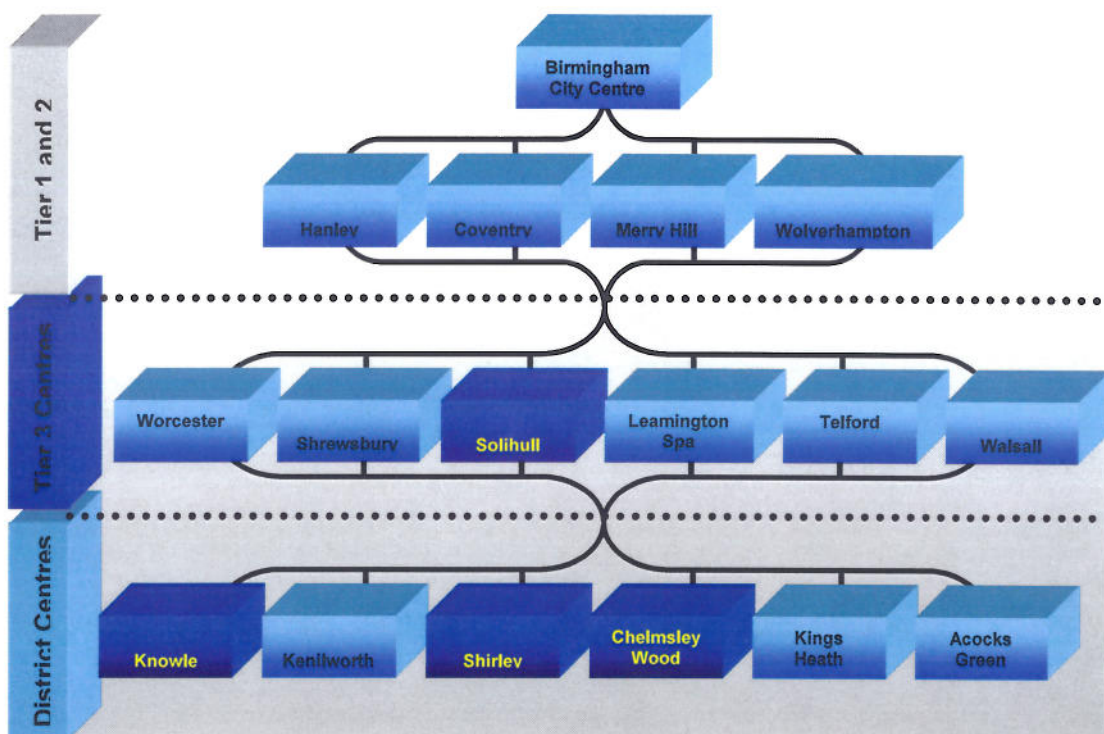 Tier 1 and 2
Birmingham
City Centre
Hanley
Coventry
Merry Hill
Wolverhampton
Tier 3 Centres
Worcester
Shrewsbury
Solihull
Leamington
Spa
Telford
Walsall
District Centres
Knowle
Kenilworth
Shirley
Chelmsley
Wood
Kings
Heath
Acocks
Green